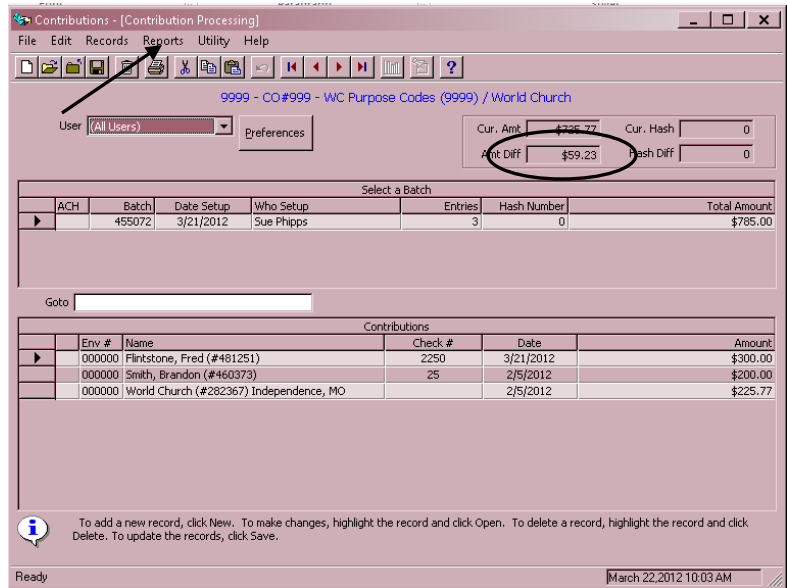 Contributions - [Contribution Processing]
File Edit Records Reports Utility Help
9999 - CO#999 - WC Purpose Codes (9999) / World Church
User (All Users) Preferences Cur. Amt $725.77 Cur. Hash 0
Amt Diff $59.23 Hash Diff 0
Select a Batch
ACH Batch Date Setup Who Setup Entries Hash Number Total Amount
455072 3/21/2012 Sue Phipps 3 0 $785.00
Goto
Contributions
Env # Name Check # Date Amount
000000 Flintstone, Fred (#481251) 2250 3/21/2012 $300.00
000000 Smith, Brandon (#460373) 25 2/5/2012 $200.00
000000 World Church (#282367) Independence, MO 2/5/2012 $225.77
To add a new record, click New. To make changes, highlight the record and click Open. To delete a record, highlight the record and click
Delete. To update the records, click Save.
Ready March 22,2012 10:03 AM